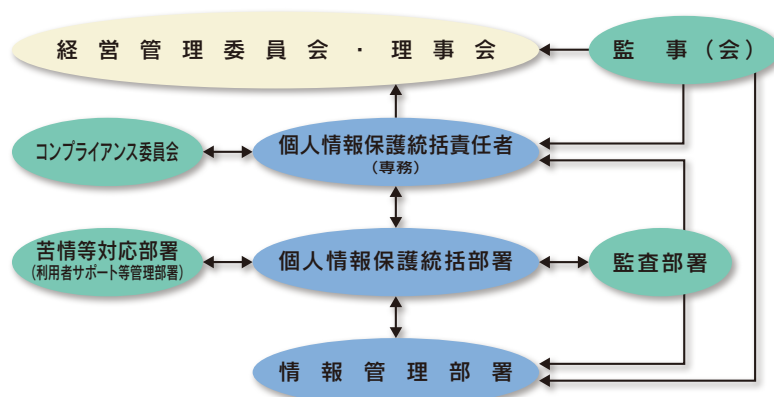 経営管理委員会・理事会
監事(会)
コンプライアンス委員会
個人情報保護統括責任者
(専務)
苦情等対応部署
(利用者サポート等管理部署)
個人情報保護統括部署
監査部署
情報管理部署